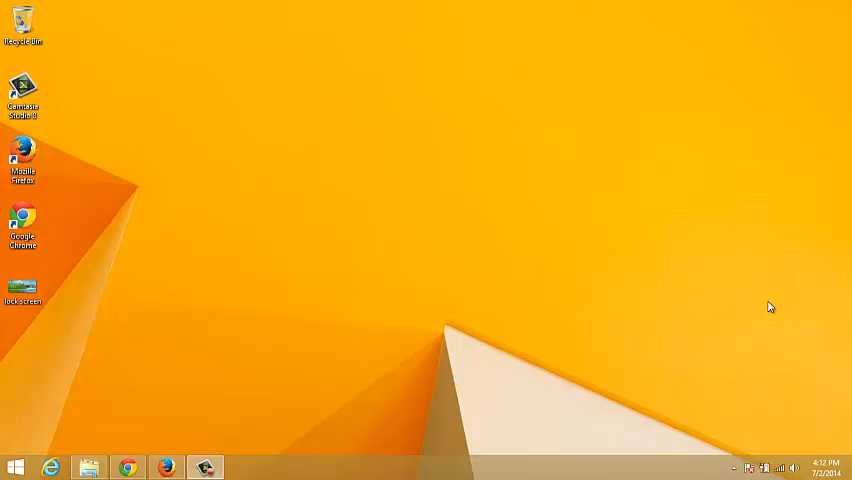 Recycle Bin
Camtasia
Studio 8
Mozilla
Firefox
Google
Chrome
lock screen
4:12 PM
7/2/2014